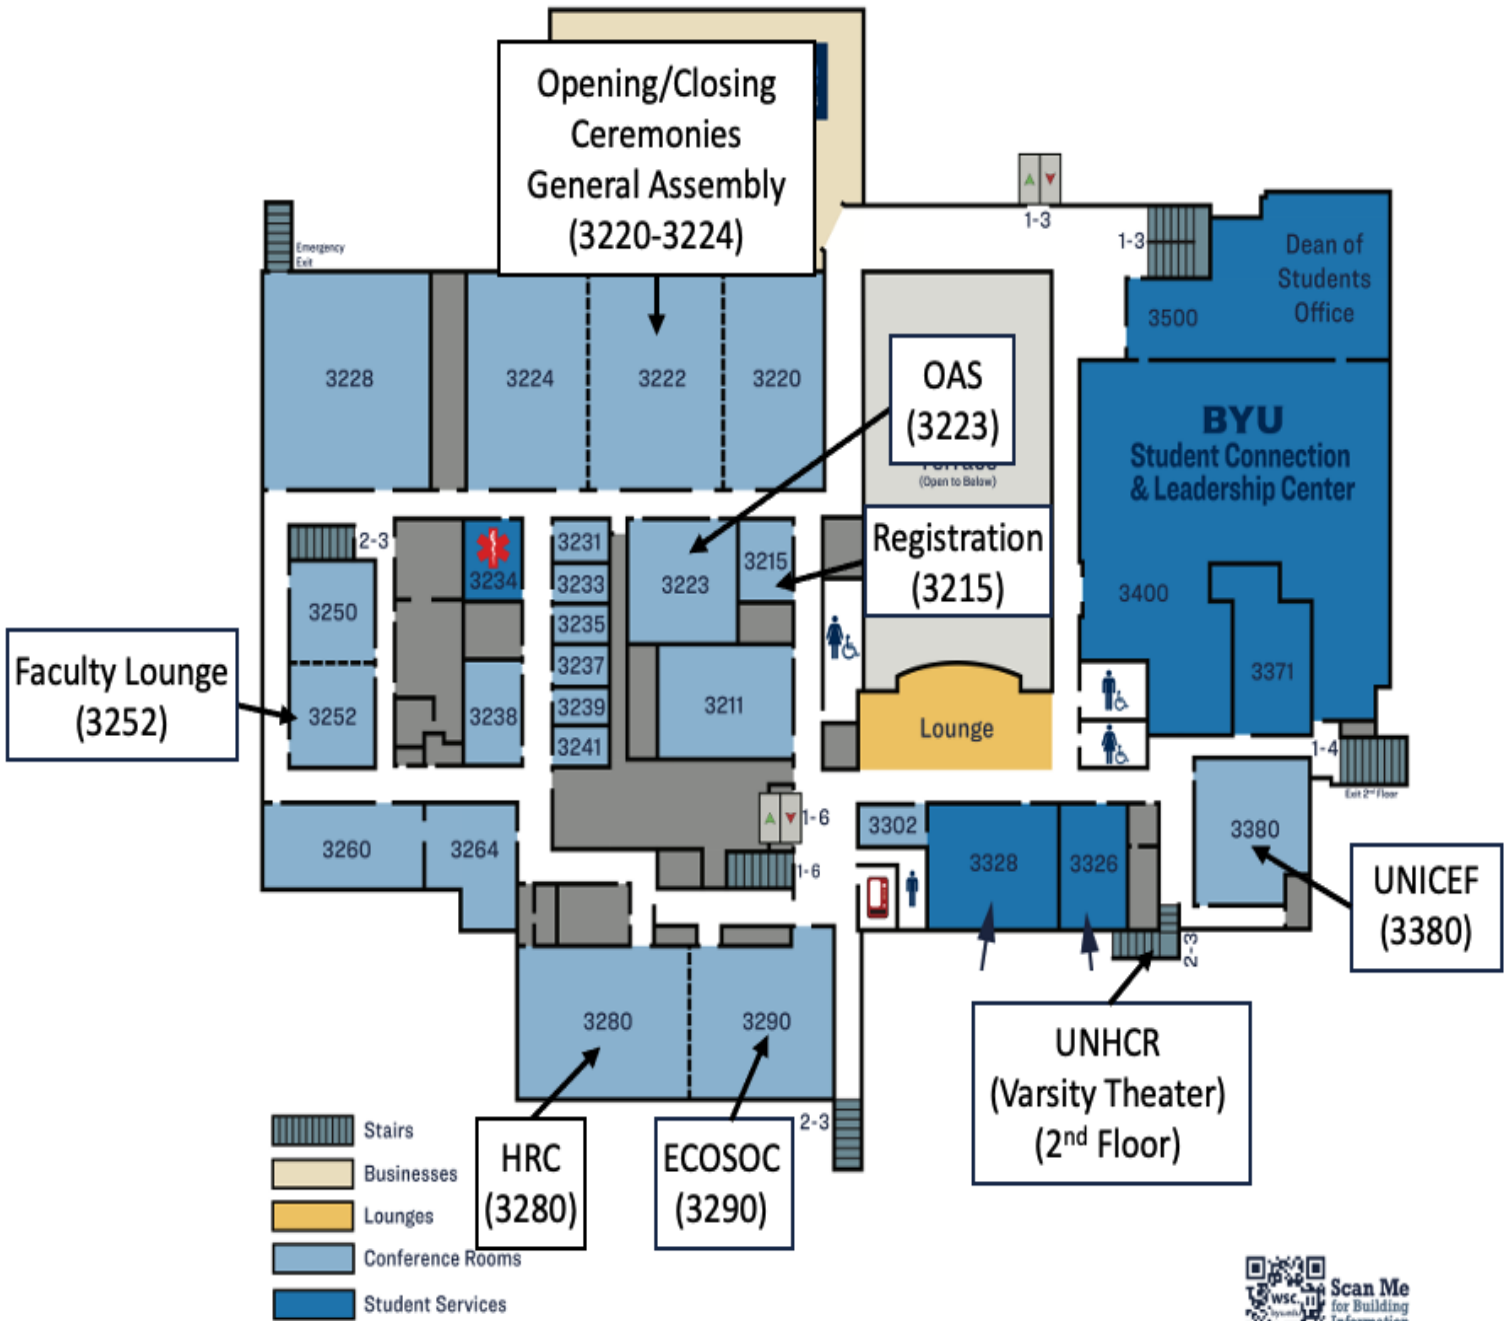 Opening/Closing
Ceremonies
General Assembly
(3220-3224)
1-3
1-3
Emergency
Exit
Dean of
Students
Office
3500
3228
3224
3222
3220
OAS
(3223)
(Open to Below)
BYU
Student Connection
& Leadership Center
2-3
3234
3231
3233
3235
3237
3239
3241
3223
3215
Registration
(3215)
3400
3371
3250
3252
Faculty Lounge
(3252)
3238
3211
Lounge
1-4
Exit 2nd Floor
3260
3264
1-6
1-6
3302
3328
3326
3380
UNICEF
(3380)
2-3
3280
3290
UNHCR
(Varsity Theater)
(2nd Floor)
2-3
HRC
(3280)
ECOSOC
(3290)
Stairs
Businesses
Lounges
Conference Rooms
Student Services
WSC.
Scan Me
for Building
Information